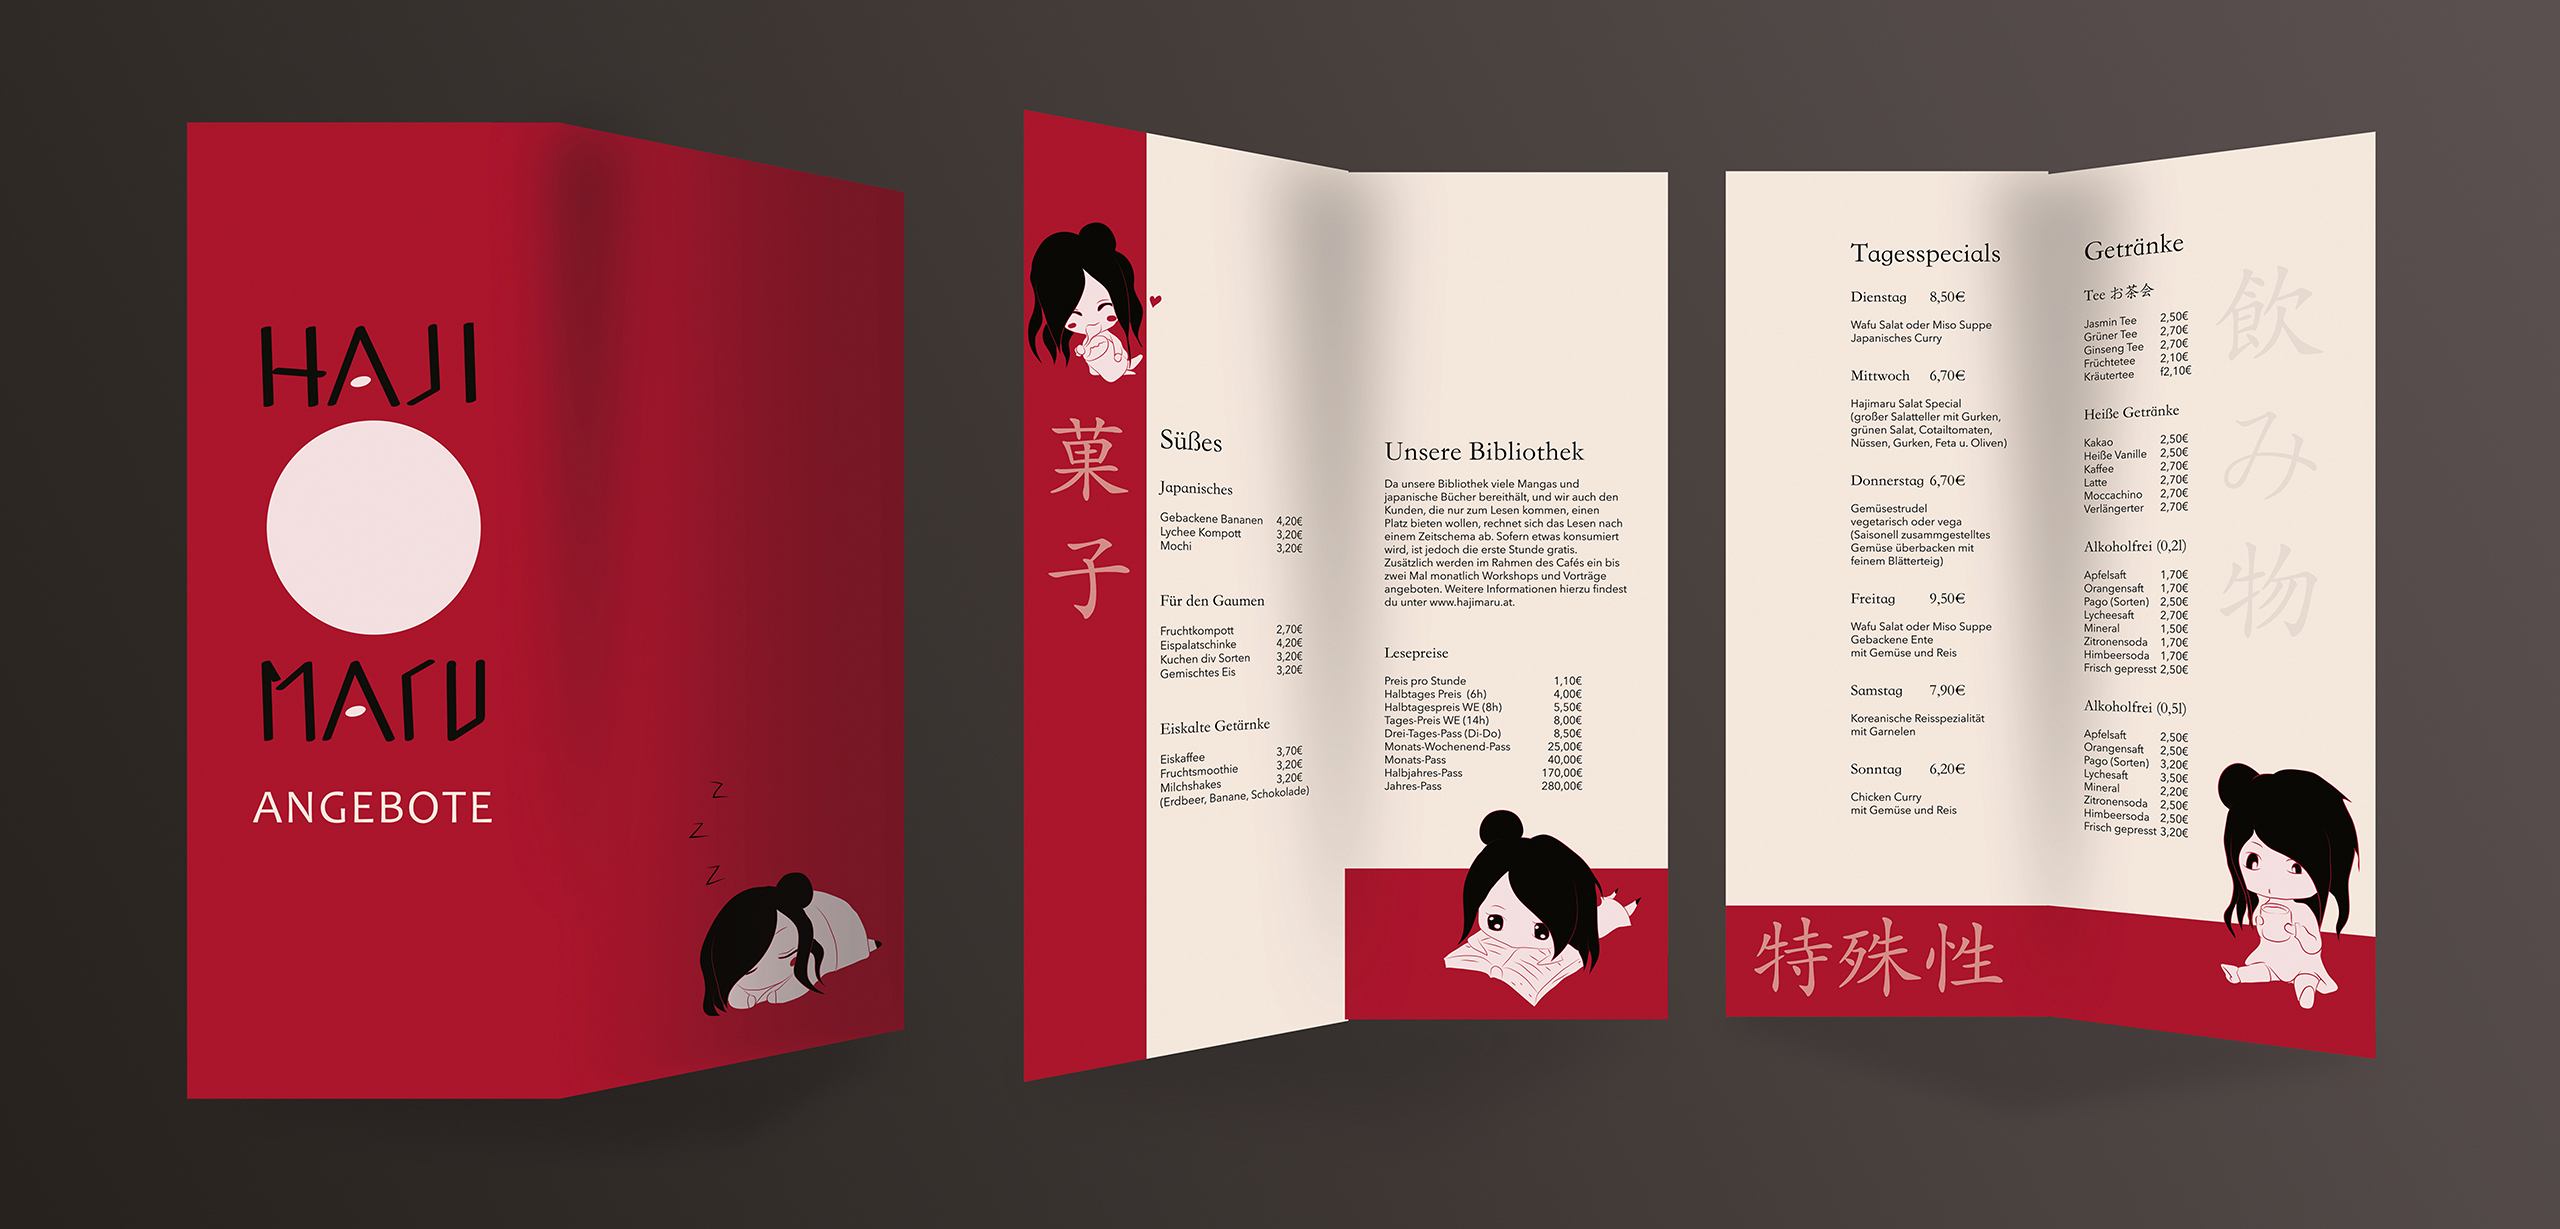 HAJI
MARU
ANGEBOTE
z
z
z
菓
子
Süßes
Japanisches
Gebackene Bananen 4,20€
Lychee Kompott 3,20€
Mochi 3,20€
Für den Gaumen
Fruchtkompott 2,70€
Eispalatschinke 4,20€
Kuchen div Sorten 3,20€
Gemischtes Eis 3,20€
Eiskalte Getärnke
Eiskaffee 3,70€
Fruchtsmoothie 3,20€
Milchshakes 3,20€
(Erdbeer, Banane, Schokolade)
Unsere Bibliothek
Da unsere Bibliothek viele Mangas und
japanische Bücher bereithält, und wir auch den
Kunden, die nur zum Lesen kommen, einen
Platz bieten wollen, rechnet sich das Lesen nach
einem Zeitschema ab. Sofern etwas konsumiert
wird, ist jedoch die erste Stunde gratis.
Zusätzlich werden im Rahmen des Cafés ein bis
zwei Mal monatlich Workshops und Vorträge
angeboten. Weitere Informationen hierzu findest
du unter www.hajimaru.at.
Lesepreise
Preis pro Stunde 1,10€
Halbtages Preis (6h) 4,00€
Halbtagespreis WE (8h) 5,50€
Tages-Preis WE (14h) 8,00€
Drei-Tages-Pass (Di-Do) 8,50€
Monats-Wochenend-Pass 25,00€
Monats-Pass 40,00€
Halbjahres-Pass 170,00€
Jahres-Pass 280,00€
Tagesspecials
Dienstag 8,50€
Wafu Salat oder Miso Suppe
Japanisches Curry
Mittwoch 6,70€
Hajimaru Salat Special
(großer Salatteller mit Gurken,
grünen Salat, Cotailtomaten,
Nüssen, Gurken, Feta u. Oliven)
Donnerstag 6,70€
Gemüsestrudel
vegetarisch oder vega
(Saisonell zusammgestelltes
Gemüse überbacken mit
feinem Blätterteig)
Freitag 9,50€
Wafu Salat oder Miso Suppe
Gebackene Ente
mit Gemüse und Reis
Samstag 7,90€
Koreanische Reisspezialität
mit Garnelen
Sonntag 6,20€
Chicken Curry
mit Gemüse und Reis
特殊性
Getränke
Tee お茶会
Jasmin Tee 2,50€
Grüner Tee 2,70€
Ginseng Tee 2,70€
Früchtetee 2,10€
Kräutertee f2,10€
Heiße Getränke
Kakao 2,50€
Heiße Vanille 2,50€
Kaffee 2,70€
Latte 2,70€
Moccachino 2,70€
Verlängerter 2,70€
Alkoholfrei (0,2l)
Apfelsaft 1,70€
Orangensaft 1,70€
Pago (Sorten) 2,50€
Lycheesaft 2,70€
Mineral 1,50€
Zitronensoda 1,70€
Himbeersoda 1,70€
Frisch gepresst 2,50€
Alkoholfrei (0,5l)
Apfelsaft 2,50€
Orangensaft 2,50€
Pago (Sorten) 3,20€
Lychesaft 3,50€
Mineral 2,20€
Zitronensoda 2,50€
Himbeersoda 2,50€
Frisch gepresst 3,20€
飲
み
物